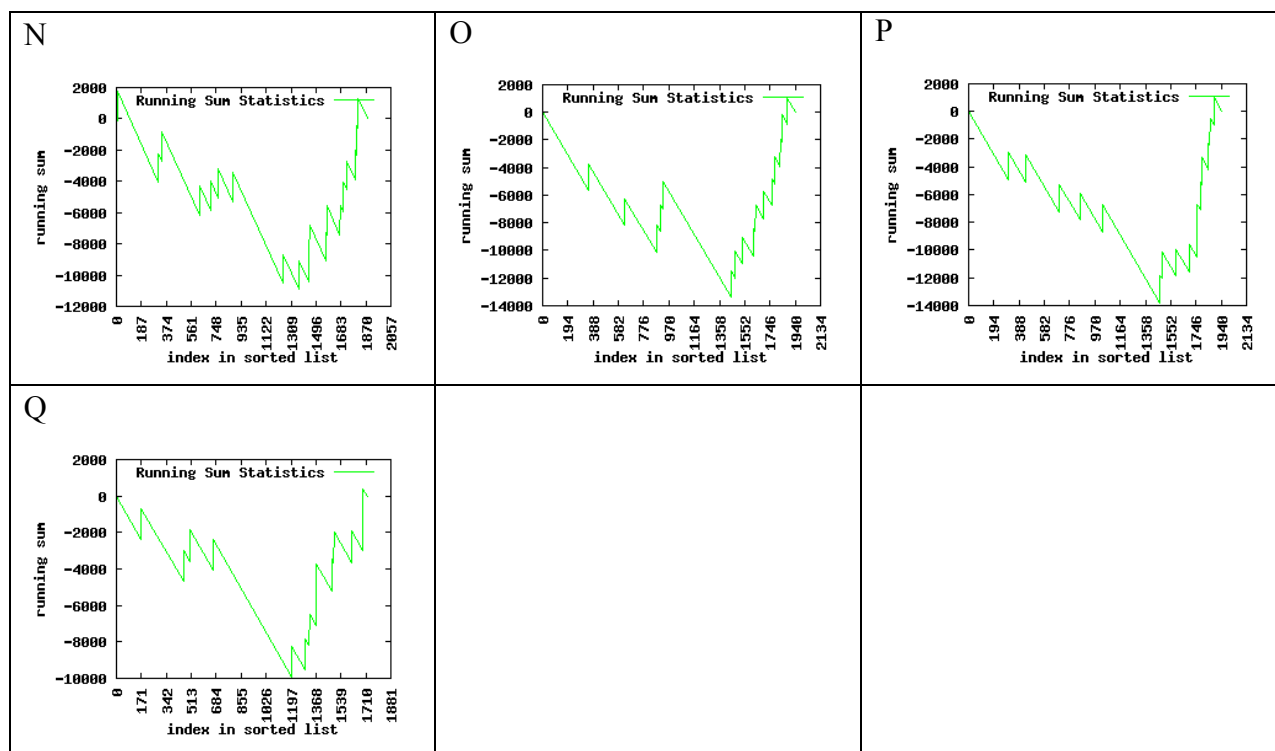 N
Running Sum Statistics
2000
0
-2000
-4000
-6000
-8000
-10000
-12000
running sum
0 187 374 561 748 935 1122 1309 1496 1683 1870 2057
index in sorted list
O
Running Sum Statistics
2000
0
-2000
-4000
-6000
-8000
-10000
-12000
-14000
running sum
0 194 388 582 776 970 1164 1358 1552 1746 1940 2134
index in sorted list
P
Running Sum Statistics
2000
0
-2000
-4000
-6000
-8000
-10000
-12000
-14000
running sum
0 194 388 582 776 970 1164 1358 1552 1746 1940 2134
index in sorted list
Q
Running Sum Statistics
2000
0
-2000
-4000
-6000
-8000
-10000
running sum
0 171 342 513 684 855 1026 1197 1368 1539 1710 1881
index in sorted list